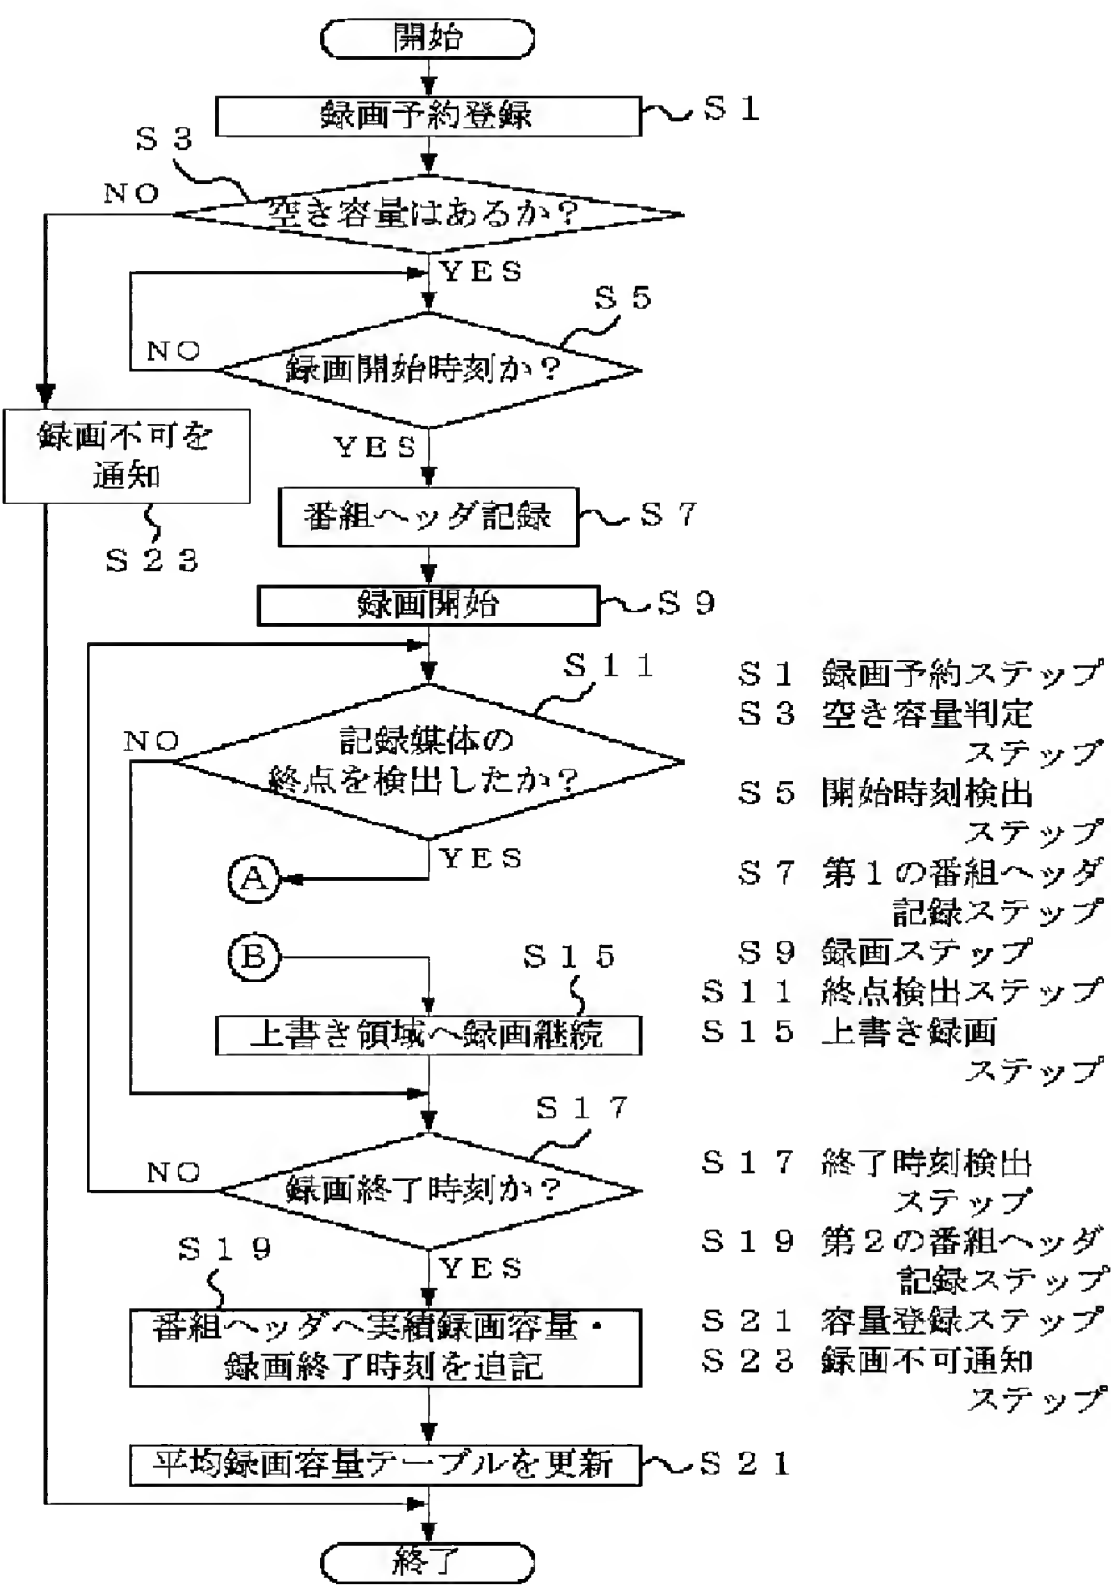 開始
録画予約登録
S1
S3
NO
空き容量はあるか？
YES
S5
NO
録画開始時刻か？
録画不可を
通知
S23
YES
番組ヘッダ記録
S7
録画開始
S9
S11
NO
記録媒体の
終点を検出したか？
YES
A
B
S15
上書き領域へ録画継続
S17
NO
録画終了時刻か？
S19
YES
番組ヘッダへ実績録画容量・
録画終了時刻を追記
平均録画容量テーブルを更新
S21
終了
S1 録画予約ステップ
S3 空き容量判定
ステップ
S5 開始時刻検出
ステップ
S7 第1の番組ヘッダ
記録ステップ
S9 録画ステップ
S11 終点検出ステップ
S15 上書き録画
ステップ
S17 終了時刻検出
ステップ
S19 第2の番組ヘッダ
記録ステップ
S21 容量登録ステップ
S23 録画不可通知
ステップ